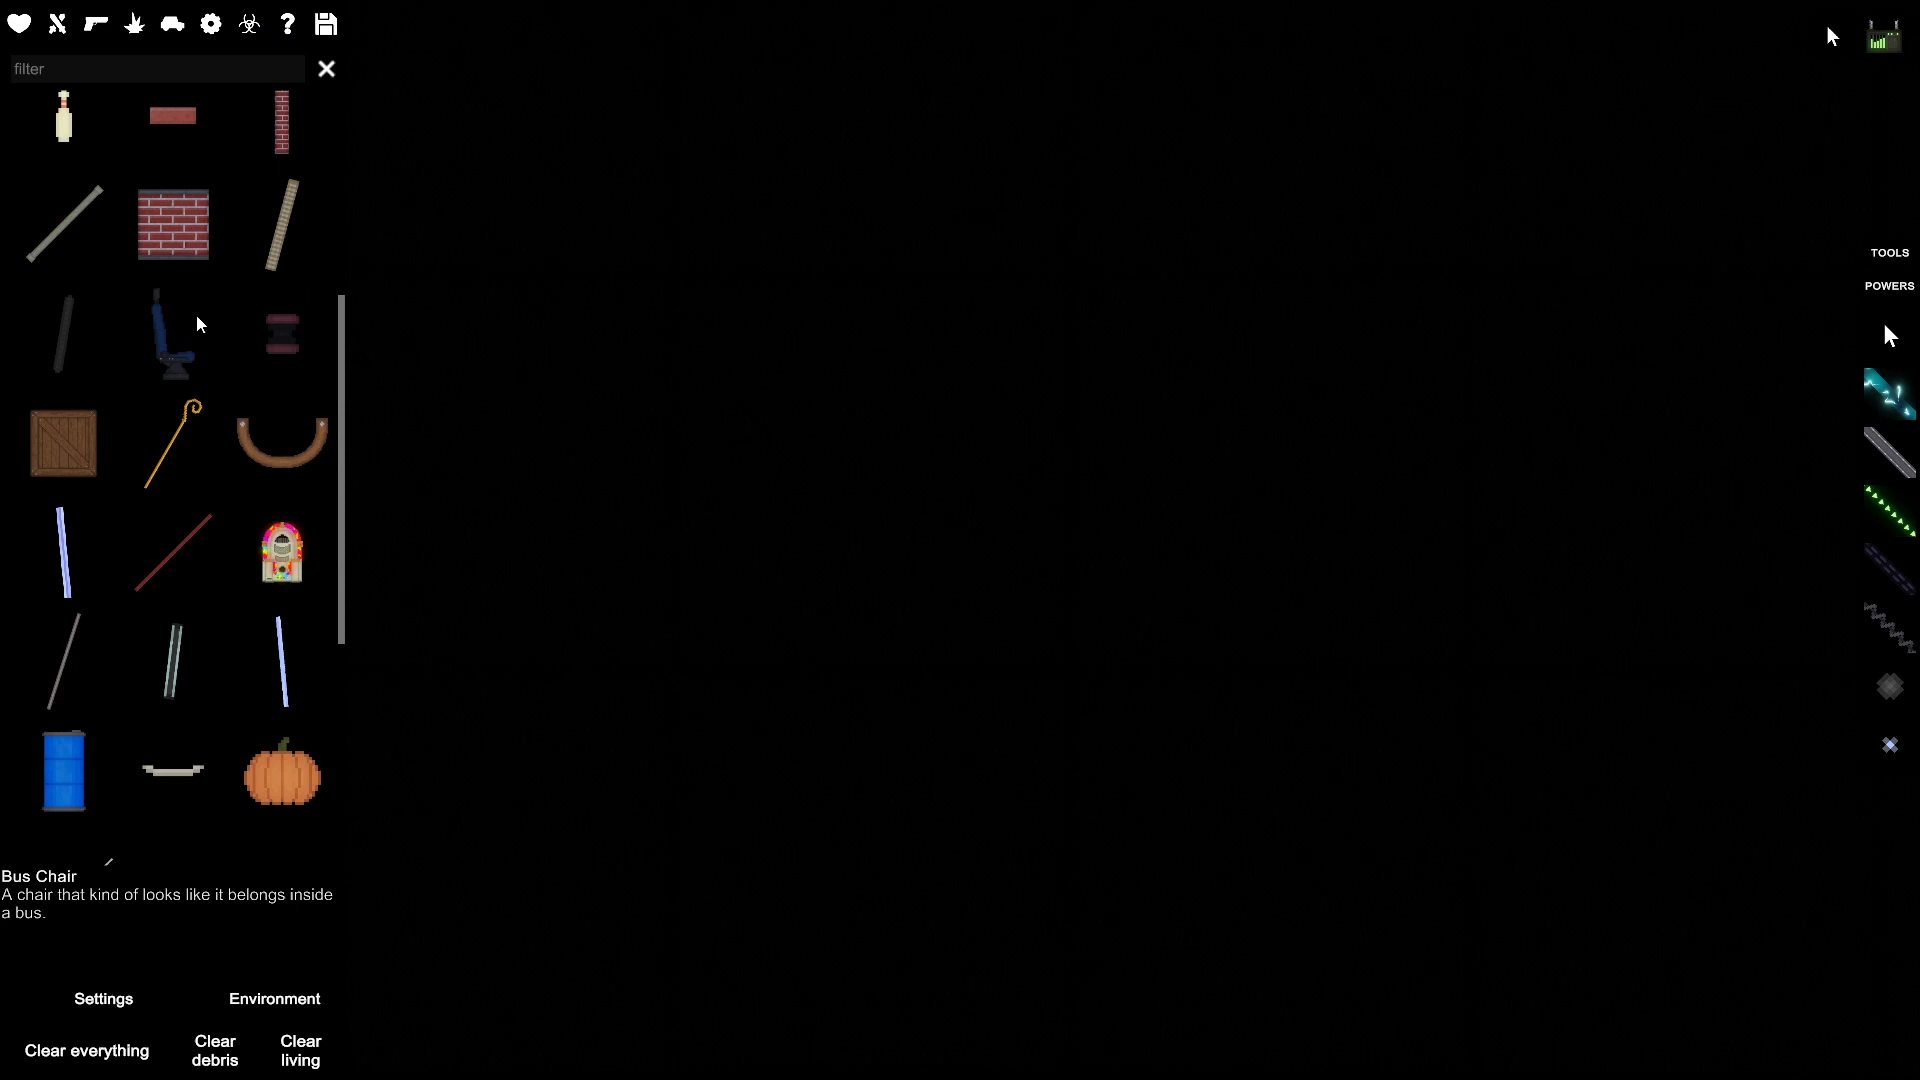 ?
filter
TOOLS
POWERS
Bus Chair
A chair that kind of looks like it belongs inside
a bus.
Settings
Environment
Clear everything
Clear
debris
Clear
living